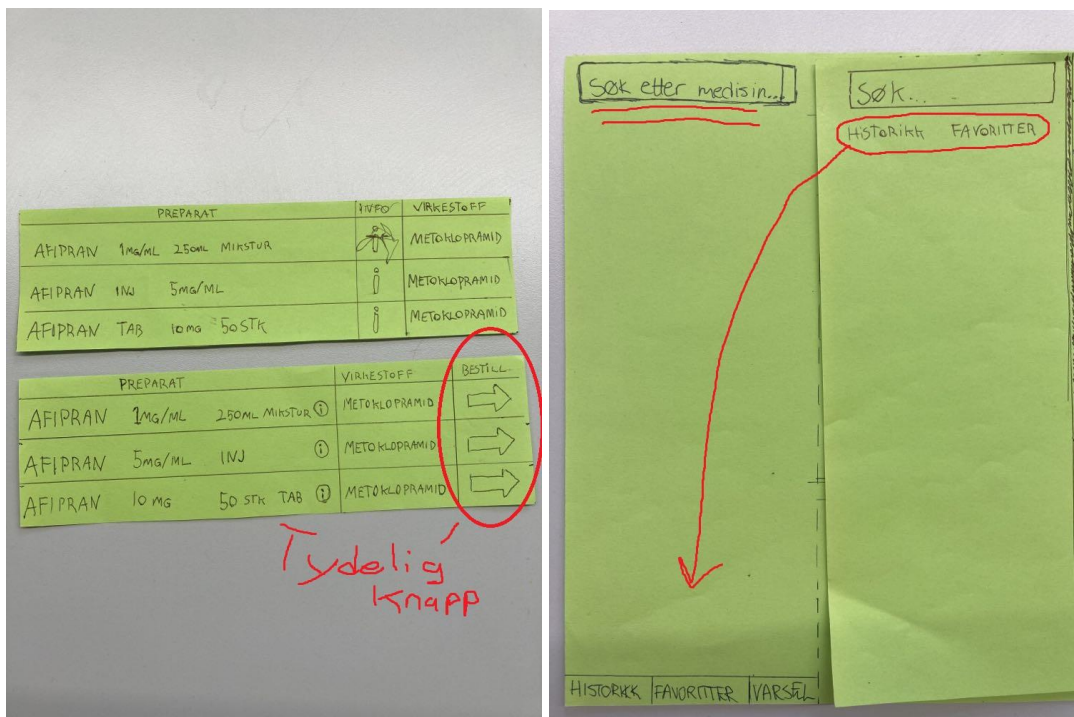 PREPARAT INFO VIRKESTOFF
AFIPRAN 1MG/ML 250ML MIKSTUR i METOKLOPRAMID
AFIPRAN INJ 5MG/ML i METOKLOPRAMID
AFIPRAN TAB 10MG 50STK i METOKLOPRAMID
PREPARAT VIRKESTOFF BESTILL
AFIPRAN 1MG/ML 250ML MIKSTUR i METOKLOPRAMID
AFIPRAN 5MG/ML INJ i METOKLOPRAMID
AFIPRAN 10 MG 50 STK TAB i METOKLOPRAMID
Tydelig
Knapp
Søk etter medisin...
HISTORIKK FAVORITTER VARSEL
Søk...
HISTORIKK FAVORITTER